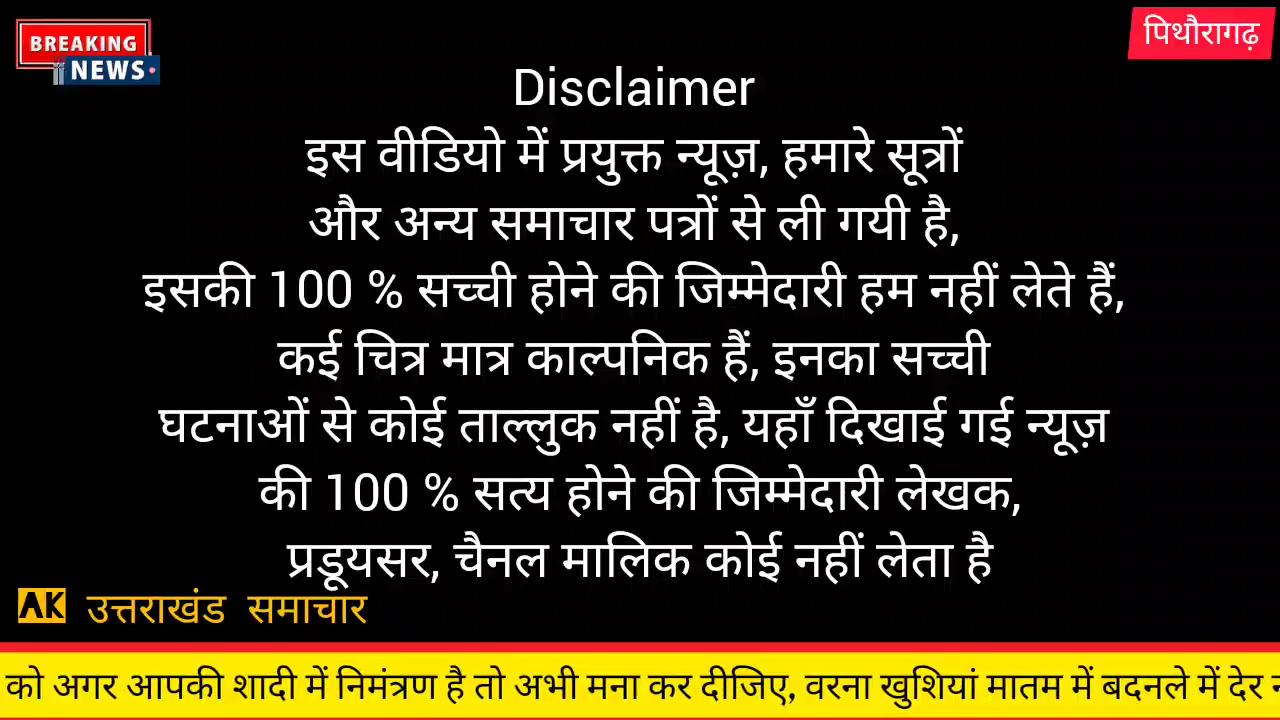 BREAKING
NEWS
पिथौरागढ़
Disclaimer
इस वीडियो में प्रयुक्त न्यूज़, हमारे सूत्रों
और अन्य समाचार पत्रों से ली गयी है,
इसकी 100 % सच्ची होने की जिम्मेदारी हम नहीं लेते हैं,
कई चित्र मात्र काल्पनिक हैं, इनका सच्ची
घटनाओं से कोई ताल्लुक नहीं है, यहाँ दिखाई गई न्यूज़
की 100 % सत्य होने की जिम्मेदारी लेखक,
प्रडूयसर, चैनल मालिक कोई नहीं लेता है
AK उत्तराखंड समाचार
को अगर आपकी शादी में निमंत्रण है तो अभी मना कर दीजिए, वरना खुशियां मातम में बदनले में देर